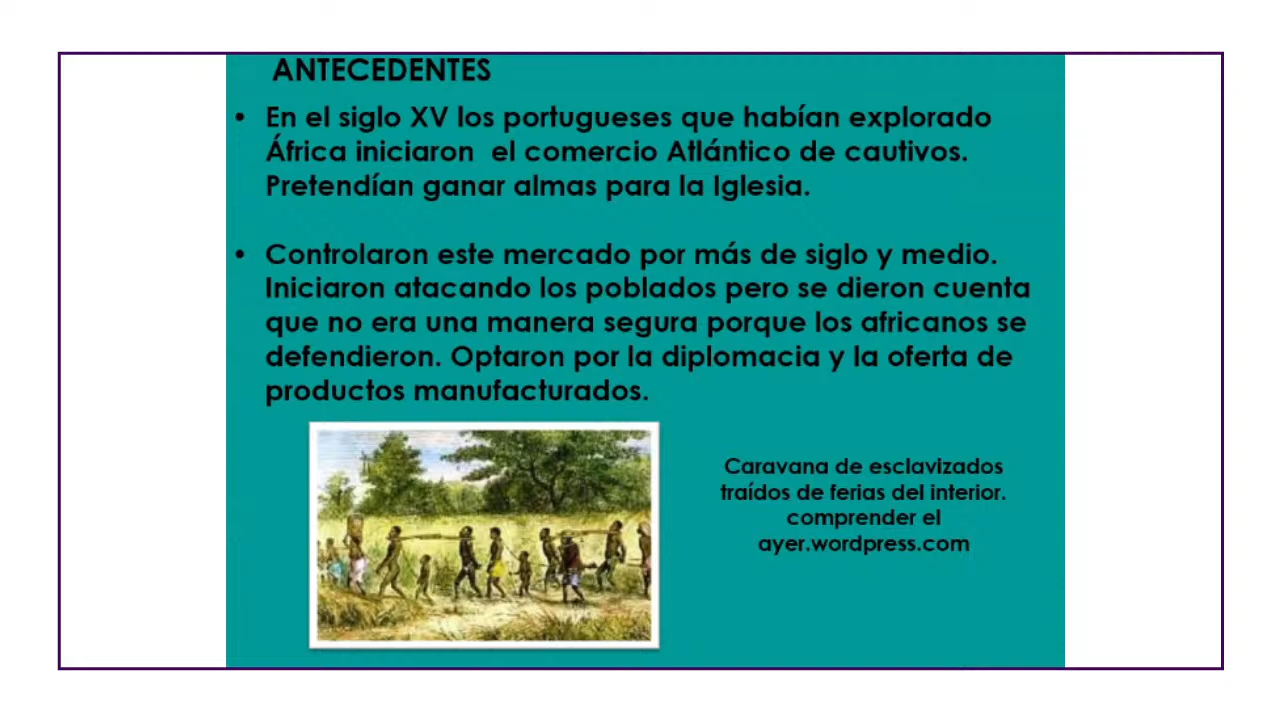 ANTECEDENTES
• En el siglo XV los portugueses que habían explorado
África iniciaron el comercio Atlántico de cautivos.
Pretendían ganar almas para la Iglesia.
• Controlaron este mercado por más de siglo y medio.
Iniciaron atacando los poblados pero se dieron cuenta
que no era una manera segura porque los africanos se
defendieron. Optaron por la diplomacia y la oferta de
productos manufacturados.
Caravana de esclavizados
traídos de ferias del interior.
comprender el
ayer.wordpress.com